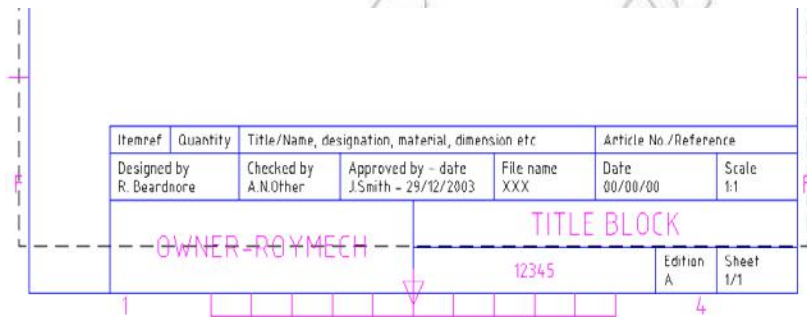 Itemref Quantity Title/Name, designation, material, dimension etc Article No./Reference
Designed by Checked by Approved by - date File name Date Scale
R. Beardnore A.N.Other J.Smith - 29/12/2003 XXX 00/00/00 1:1
F F
OWNER-ROYMECH TITLE BLOCK
12345 Edition Sheet
A 1/1
1 4